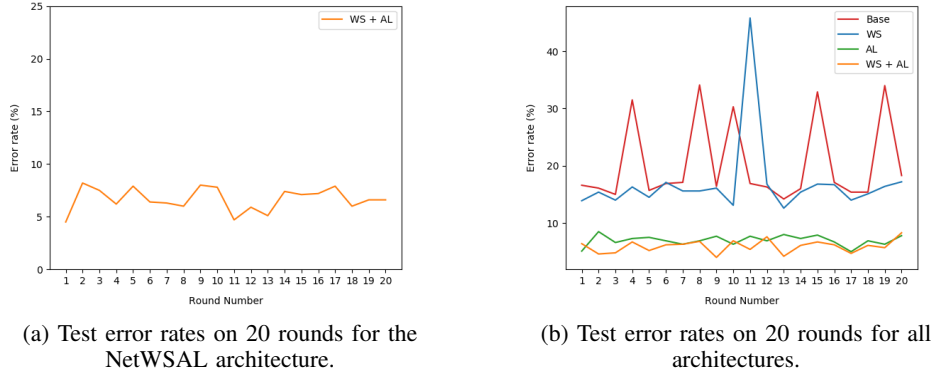 25
20
15
10
5
0
Error rate (%)
WS + AL
1 2 3 4 5 6 7 8 9 10 11 12 13 14 15 16 17 18 19 20
Round Number
(a) Test error rates on 20 rounds for the
NetWSAL architecture.
40
30
20
10
Error rate (%)
Base
WS
AL
WS + AL
1 2 3 4 5 6 7 8 9 10 11 12 13 14 15 16 17 18 19 20
Round Number
(b) Test error rates on 20 rounds for all
architectures.